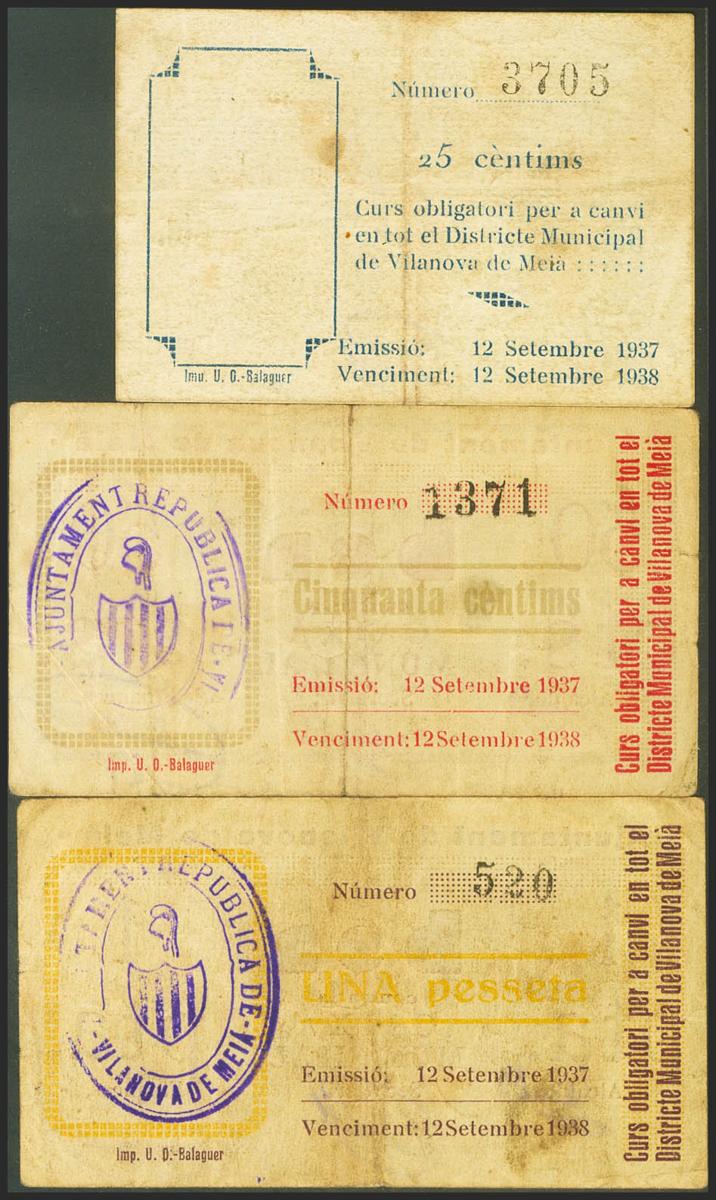 Número 3705
25 cèntims
Curs obligatori per a canvi
en tot el Districte Municipal
de Vilanova de Meià : : : : : :
Emissió: 12 Setembre 1937
Venciment: 12 Setembre 1938
Imp. U. O.-Balaguer
AJUNTAMENT REPUBLICA DE
Número 1371
Cinquanta cèntims
Emissió: 12 Setembre 1937
Venciment: 12 Setembre 1938
Imp. U. O.-Balaguer
Curs obligatori per a canvi en tot el
Districte Municipal de Vilanova de Meià
REPUBLICA DE
VILANOVA DE MEIÀ
Número 520
UNA pesseta
Emissió: 12 Setembre 1937
Venciment: 12 Setembre 1938
Imp. U. O.-Balaguer
Curs obligatori per a canvi en tot el
Districte Municipal de Vilanova de Meià